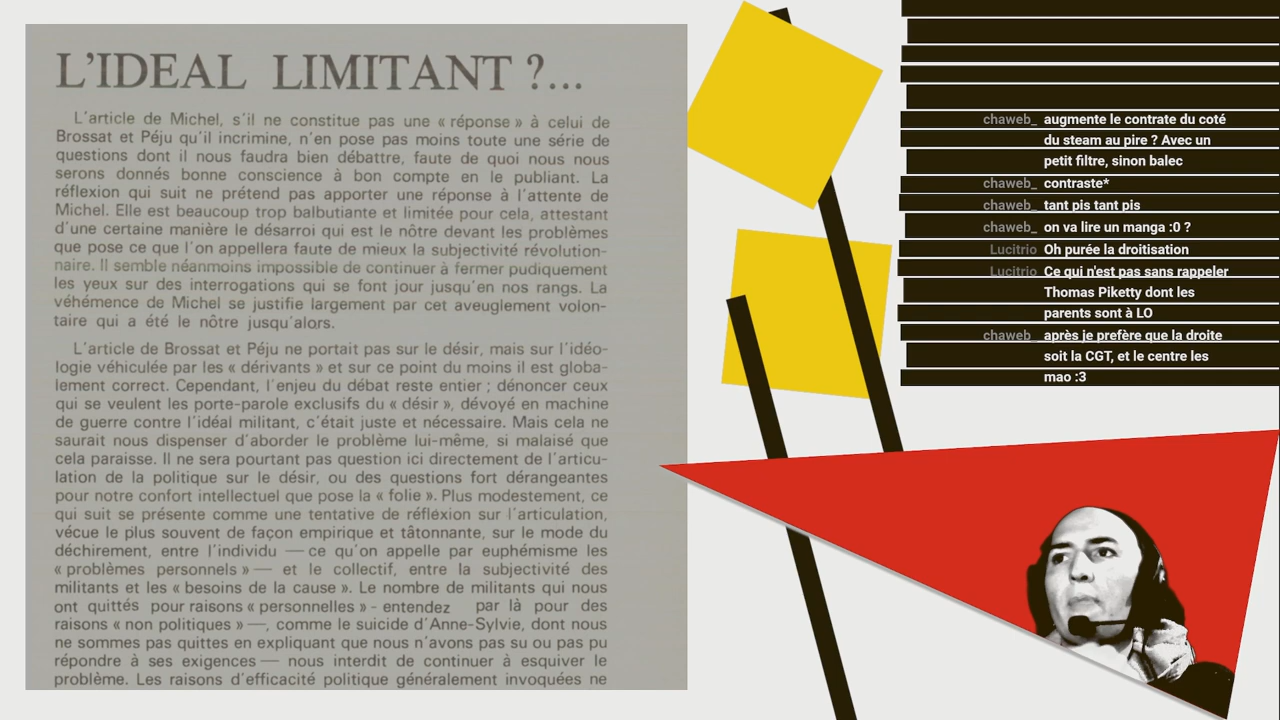 L'IDEAL LIMITANT ?...
L'article de Michel, s'il ne constitue pas une « réponse » à celui de
Brossat et Péju qu'il incrimine, n'en pose pas moins toute une série de
questions dont il nous faudra bien débattre, faute de quoi nous nous
serons donnés bonne conscience à bon compte en le publiant. La
réflexion qui suit ne prétend pas apporter une réponse à l'attente de
Michel. Elle est beaucoup trop balbutiante et limitée pour cela, attestant
d'une certaine manière le désarroi qui est le nôtre devant les problèmes
que pose ce que l'on appellera faute de mieux la subjectivité révolution-
naire. Il semble néanmoins impossible de continuer à fermer pudiquement
les yeux sur des interrogations qui se font jour jusqu'en nos rangs. La
véhémence de Michel se justifie largement par cet aveuglement volon-
taire qui a été le nôtre jusqu'alors.
L'article de Brossat et Péju ne portait pas sur le désir, mais sur l'idéo-
logie véhiculée par les « dérivants » et sur ce point du moins il est globa-
lement correct. Cependant, l'enjeu du débat reste entier ; dénoncer ceux
qui se veulent les porte-parole exclusifs du « désir », dévoyé en machine
de guerre contre l'idéal militant, c'était juste et nécessaire. Mais cela ne
saurait nous dispenser d'aborder le problème lui-même, si malaisé que
cela paraisse. Il ne sera pourtant pas question ici directement de l'articu-
lation de la politique sur le désir, ou des questions fort dérangeantes
pour notre confort intellectuel que pose la « folie ». Plus modestement, ce
qui suit se présente comme une tentative de réflexion sur l'articulation,
vécue le plus souvent de façon empirique et tâtonnante, sur le mode du
déchirement, entre l'individu — ce qu'on appelle par euphémisme les
« problèmes personnels » — et le collectif, entre la subjectivité des
militants et les « besoins de la cause ». Le nombre de militants qui nous
ont quittés pour raisons « personnelles » - entendez par là pour des
raisons « non politiques » —, comme le suicide d'Anne-Sylvie, dont nous
ne sommes pas quittes en expliquant que nous n'avons pas su ou pas pu
répondre à ses exigences — nous interdit de continuer à esquiver le
problème. Les raisons d'efficacité politique généralement invoquées ne
chaweb_ augmente le contrate du coté
du steam au pire ? Avec un
petit filtre, sinon balec
chaweb_ contraste*
chaweb_ tant pis tant pis
chaweb_ on va lire un manga :0 ?
Lucitrio Oh purée la droitisation
Lucitrio Ce qui n'est pas sans rappeler
Thomas Piketty dont les
parents sont à LO
chaweb_ après je prefère que la droite
soit la CGT, et le centre les
mao :3